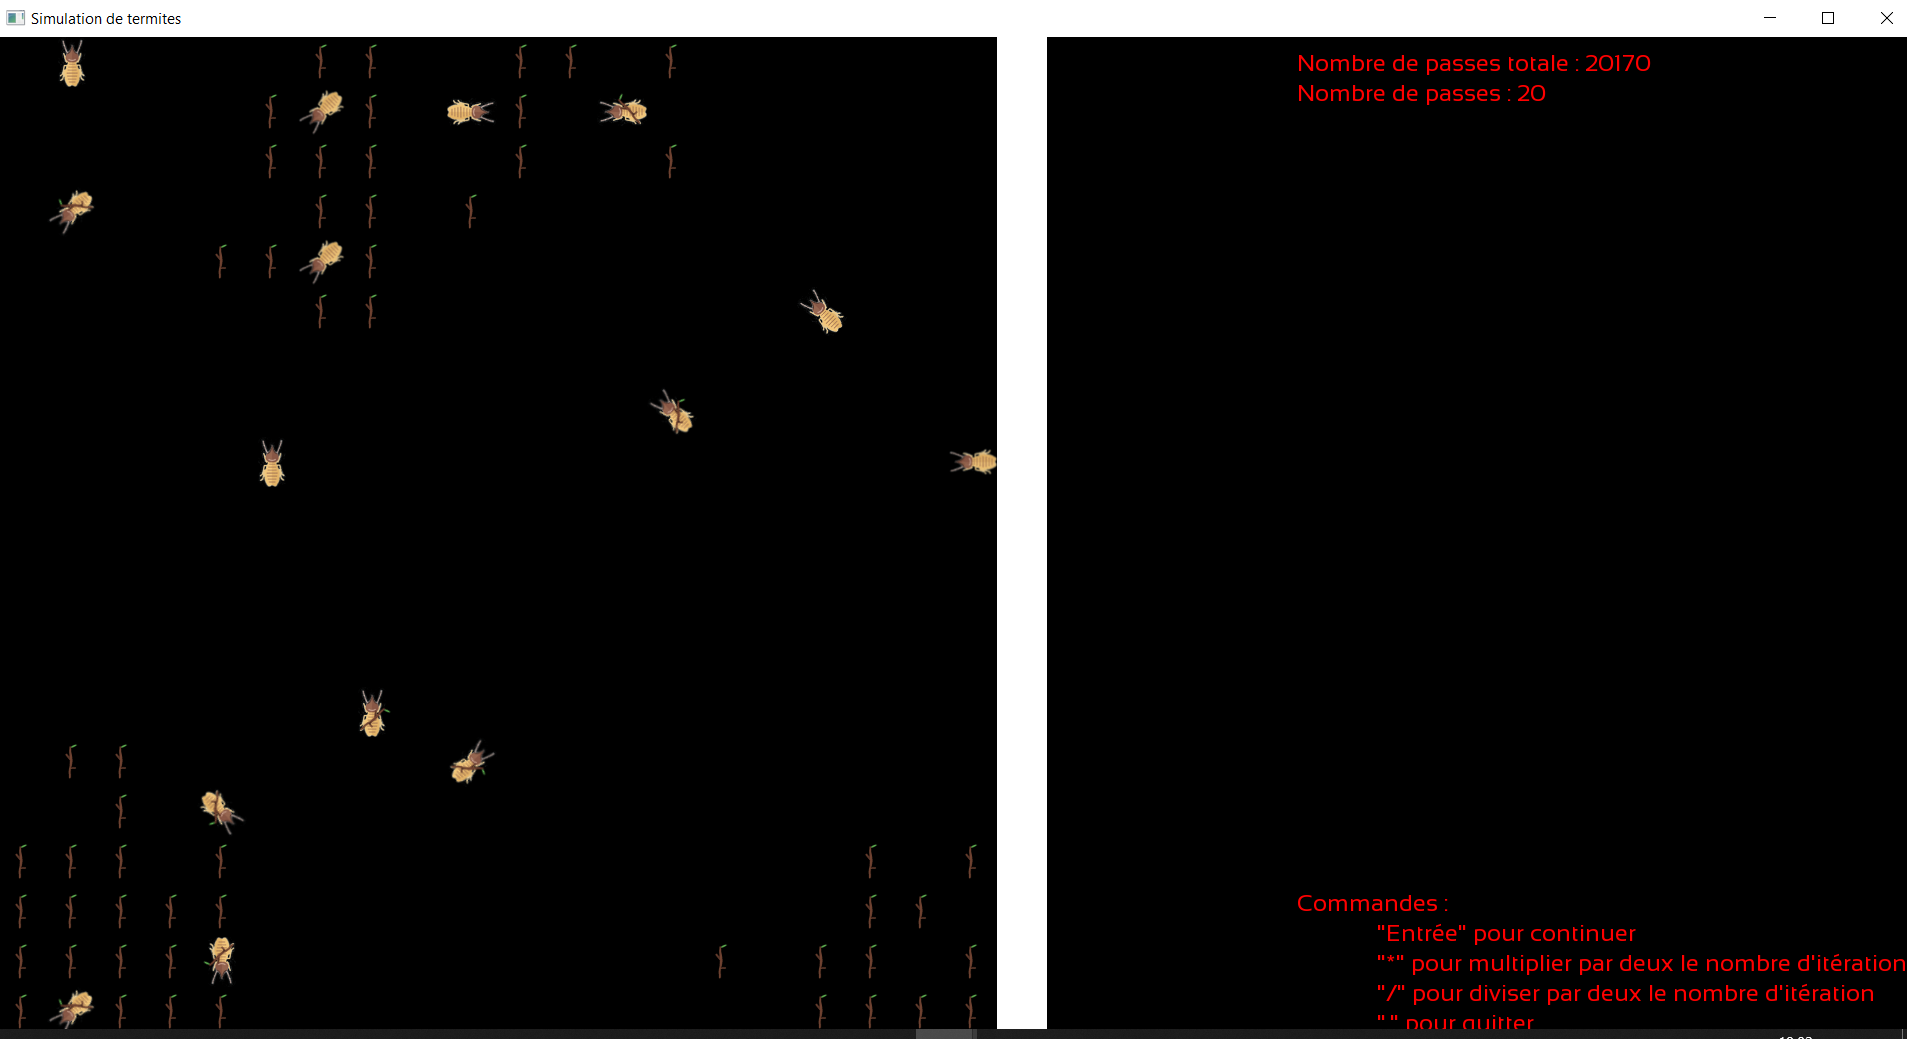 Simulation de termites
Nombre de passes totale : 20170
Nombre de passes : 20
Commandes :
"Entrée" pour continuer
"*" pour multiplier par deux le nombre d'itération
"/" pour diviser par deux le nombre d'itération
"." pour quitter